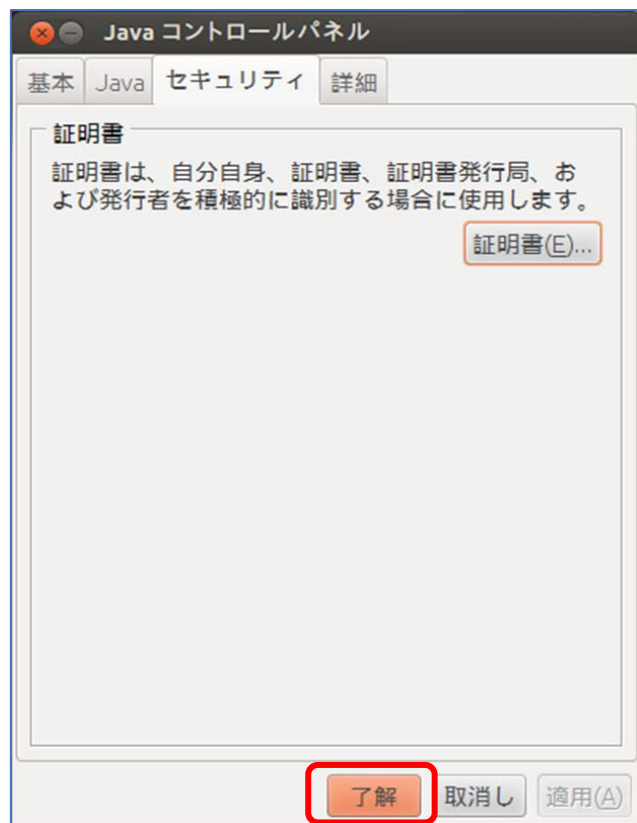 Java コントロールパネル
基本 Java セキュリティ 詳細
証明書
証明書は、自分自身、証明書、証明書発行局、お
よび発行者を積極的に識別する場合に使用します。
証明書(E)...
了解 取消し 適用(A)